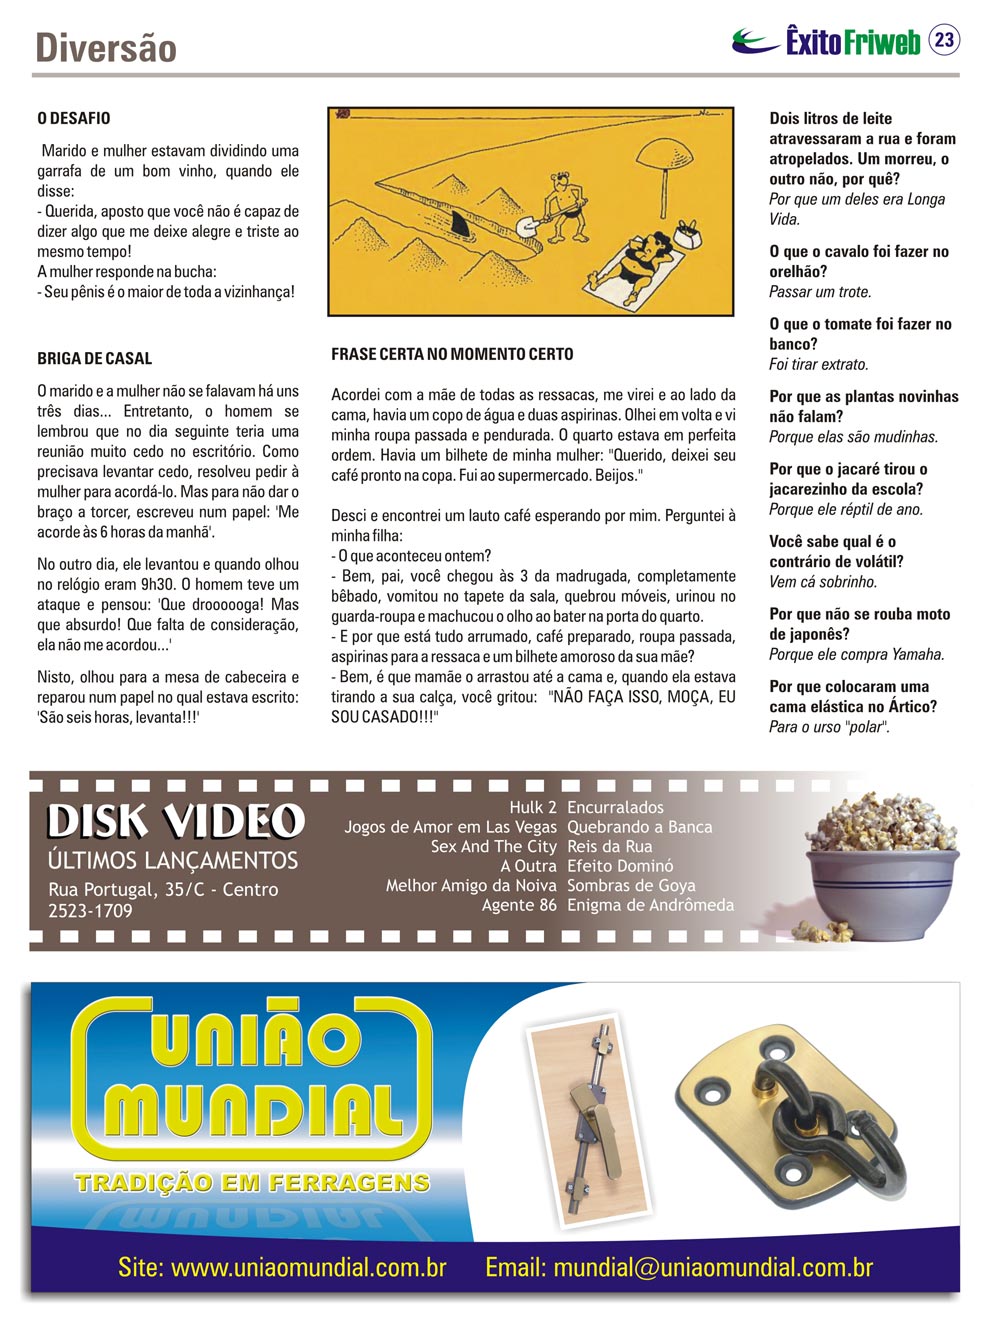 Diversão
ÊxitoFriweb 23
O DESAFIO
Marido e mulher estavam dividindo uma
garrafa de um bom vinho, quando ele
disse:
- Querida, aposto que você não é capaz de
dizer algo que me deixe alegre e triste ao
mesmo tempo!
A mulher responde na bucha:
- Seu pênis é o maior de toda a vizinhança!
BRIGA DE CASAL
O marido e a mulher não se falavam há uns
três dias... Entretanto, o homem se
lembrou que no dia seguinte teria uma
reunião muito cedo no escritório. Como
precisava levantar cedo, resolveu pedir à
mulher para acordá-lo. Mas para não dar o
braço a torcer, escreveu num papel: 'Me
acorde às 6 horas da manhã'.
No outro dia, ele levantou e quando olhou
no relógio eram 9h30. O homem teve um
ataque e pensou: 'Que droooooga! Mas
que absurdo! Que falta de consideração,
ela não me acordou...'
Nisto, olhou para a mesa de cabeceira e
reparou num papel no qual estava escrito:
'São seis horas, levanta!!!'
FRASE CERTA NO MOMENTO CERTO
Acordei com a mãe de todas as ressacas, me virei e ao lado da
cama, havia um copo de água e duas aspirinas. Olhei em volta e vi
minha roupa passada e pendurada. O quarto estava em perfeita
ordem. Havia um bilhete de minha mulher: "Querido, deixei seu
café pronto na copa. Fui ao supermercado. Beijos."
Desci e encontrei um lauto café esperando por mim. Perguntei à
minha filha:
- O que aconteceu ontem?
- Bem, pai, você chegou às 3 da madrugada, completamente
bêbado, vomitou no tapete da sala, quebrou móveis, urinou no
guarda-roupa e machucou o olho ao bater na porta do quarto.
- E por que está tudo arrumado, café preparado, roupa passada,
aspirinas para a ressaca e um bilhete amoroso da sua mãe?
- Bem, é que mamãe o arrastou até a cama e, quando ela estava
tirando a sua calça, você gritou: "NÃO FAÇA ISSO, MOÇA, EU
SOU CASADO!!!"
Dois litros de leite
atravessaram a rua e foram
atropelados. Um morreu, o
outro não, por quê?
Por que um deles era Longa
Vida.
O que o cavalo foi fazer no
orelhão?
Passar um trote.
O que o tomate foi fazer no
banco?
Foi tirar extrato.
Por que as plantas novinhas
não falam?
Porque elas são mudinhas.
Por que o jacaré tirou o
jacarezinho da escola?
Porque ele réptil de ano.
Você sabe qual é o
contrário de volátil?
Vem cá sobrinho.
Por que não se rouba moto
de japonês?
Porque ele compra Yamaha.
Por que colocaram uma
cama elástica no Ártico?
Para o urso "polar".
DISK VIDEO
ÚLTIMOS LANÇAMENTOS
Rua Portugal, 35/C - Centro
2523-1709
Hulk 2
Jogos de Amor em Las Vegas
Sex And The City
A Outra
Melhor Amigo da Noiva
Agente 86
Encurralados
Quebrando a Banca
Reis da Rua
Efeito Dominó
Sombras de Goya
Enigma de Andrômeda
UNIÃO
MUNDIAL
TRADIÇÃO EM FERRAGENS
Site: www.uniaomundial.com.br Email: mundial@uniaomundial.com.br